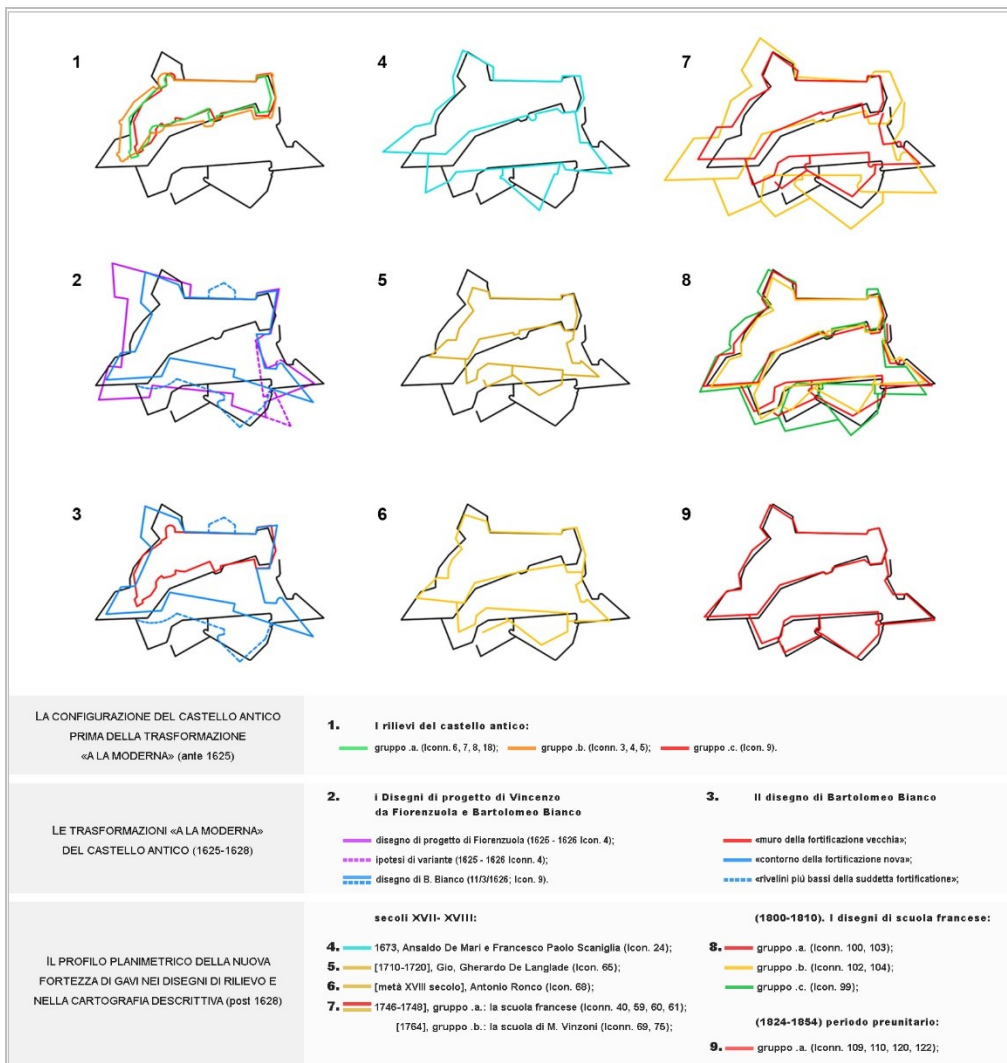 1
4
7
2
5
8
3
6
9
LA CONFIGURAZIONE DEL CASTELLO ANTICO
PRIMA DELLA TRASFORMAZIONE
«A LA MODERNA» (ante 1625)
1. I rilievi del castello antico:
gruppo .a. (Iconn. 6, 7, 8, 18); gruppo .b. (Iconn. 3, 4, 5); gruppo .c. (Icon. 9).
LE TRASFORMAZIONI «A LA MODERNA»
DEL CASTELLO ANTICO (1625-1628)
2. i Disegni di progetto di Vincenzo
da Fiorenzuola e Bartolomeo Bianco
disegno di progetto di Fiorenzuola (1625 - 1626 Icon. 4);
ipotesi di variante (1625 - 1626 Iconn. 4);
disegno di B. Bianco (11/3/1626; Icon. 9).
3. Il disegno di Bartolomeo Bianco
«muro della fortificazione vecchia»;
«contorno della fortificazione nova»;
«rivelini più bassi della suddetta fortificatione»;
IL PROFILO PLANIMETRICO DELLA NUOVA
FORTEZZA DI GAVI NEI DISEGNI DI RILIEVO E
NELLA CARTOGRAFIA DESCRITTIVA (post 1628)
secoli XVII- XVIII:
4. 1673, Ansaldo De Mari e Francesco Paolo Scaniglia (Icon. 24);
5. [1710-1720], Gio, Gherardo De Langlade (Icon. 65);
6. [metà XVIII secolo], Antonio Ronco (Icon. 68);
7. 1746-1748], gruppo .a.: la scuola francese (Iconn. 40, 59, 60, 61);
[1764], gruppo .b.: la scuola di M. Vinzoni (Iconn. 69, 75);
(1800-1810). I disegni di scuola francese:
8. gruppo .a. (Iconn. 100, 103);
gruppo .b. (Iconn. 102, 104);
gruppo .c. (Icon. 99);
(1824-1854) periodo preunitario:
9. gruppo .a. (Iconn. 109, 110, 120, 122);